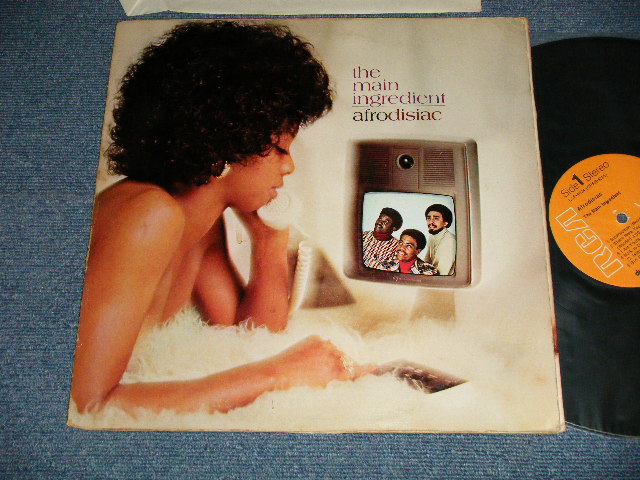 the
main
ingredient
afrodisiac
Side 1 Stereo
Afrodisiac
The Main Ingredient
RCA